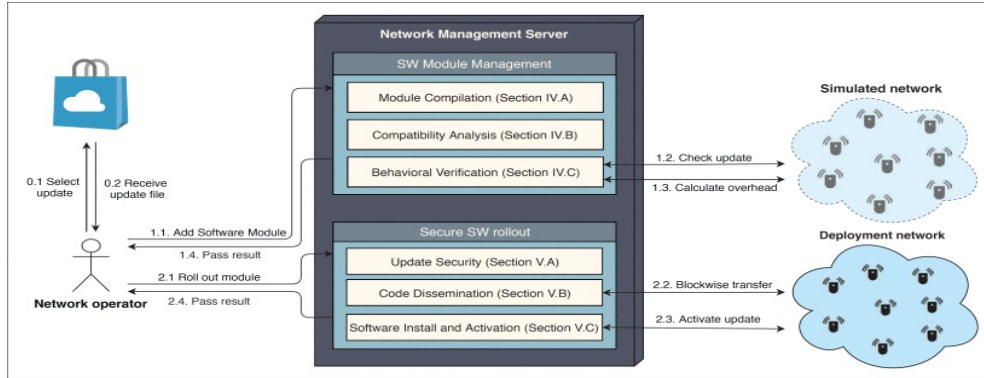 Network Management Server
SW Module Management
Module Compilation (Section IV.A)
Compatibility Analysis (Section IV.B)
Behavioral Verification (Section IV.C)
Simulated network
1.2. Check update
1.3. Calculate overhead
0.1 Select
update
0.2 Receive
update file
1.1. Add Software Module
1.4. Pass result
2.1 Roll out module
2.4. Pass result
Network operator
Secure SW rollout
Update Security (Section V.A)
Code Dissemination (Section V.B)
Software Install and Activation (Section V.C)
Deployment network
2.2. Blockwise transfer
2.3. Activate update